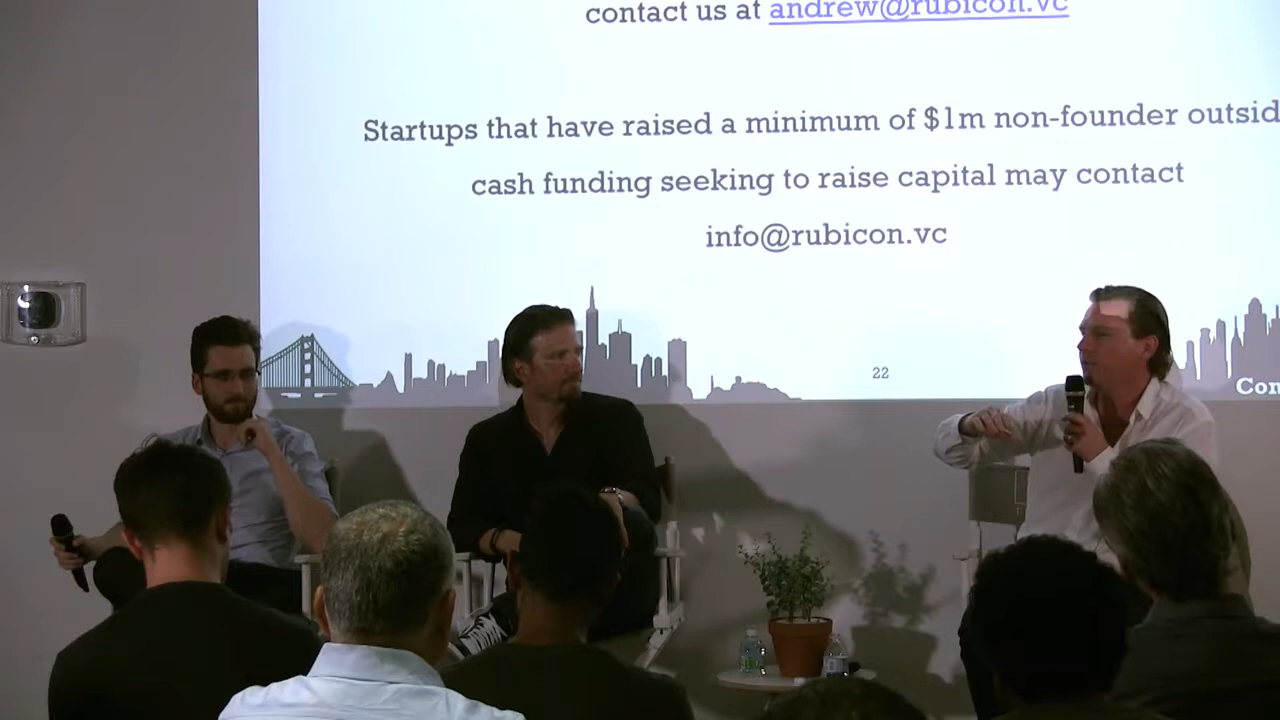 contact us at andrew@rubicon.vc
Startups that have raised a minimum of $1m non-founder outsid
cash funding seeking to raise capital may contact
info@rubicon.vc
22
Con